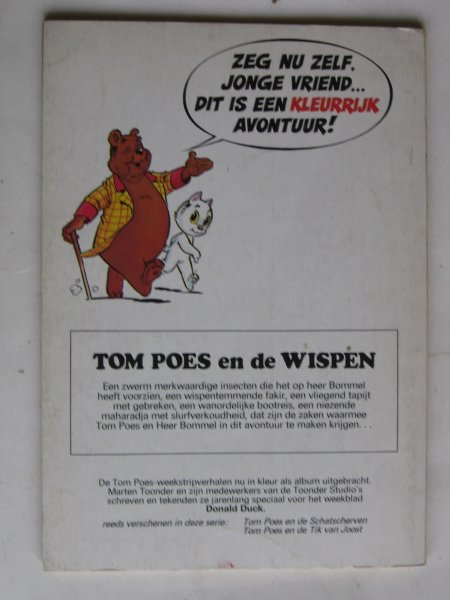 ZEG NU ZELF.
JONGE VRIEND...
DIT IS EEN KLEURRIJK
AVONTUUR!
TOM POES en de WISPEN
Een zwerm merkwaardige insecten die het op heer Bommel
heeft voorzien, een wispentemmende fakir, een vliegend tapijt
met gebreken, een wanordelijke bootreis, een niezende
maharadja met slurfverkoudheid, dat zijn de zaken waarmee
Tom Poes en Heer Bommel in dit avontuur te maken krijgen. . .
De Tom Poes-weekstripverhalen nu in kleur als album uitgebracht.
Marten Toonder en zijn medewerkers van de Toonder Studio's
schreven en tekenden ze jarenlang speciaal voor het weekblad
Donald Duck.
reeds verschenen in deze serie: Tom Poes en de Schatscherven
Tom Poes en de Tik van Joost